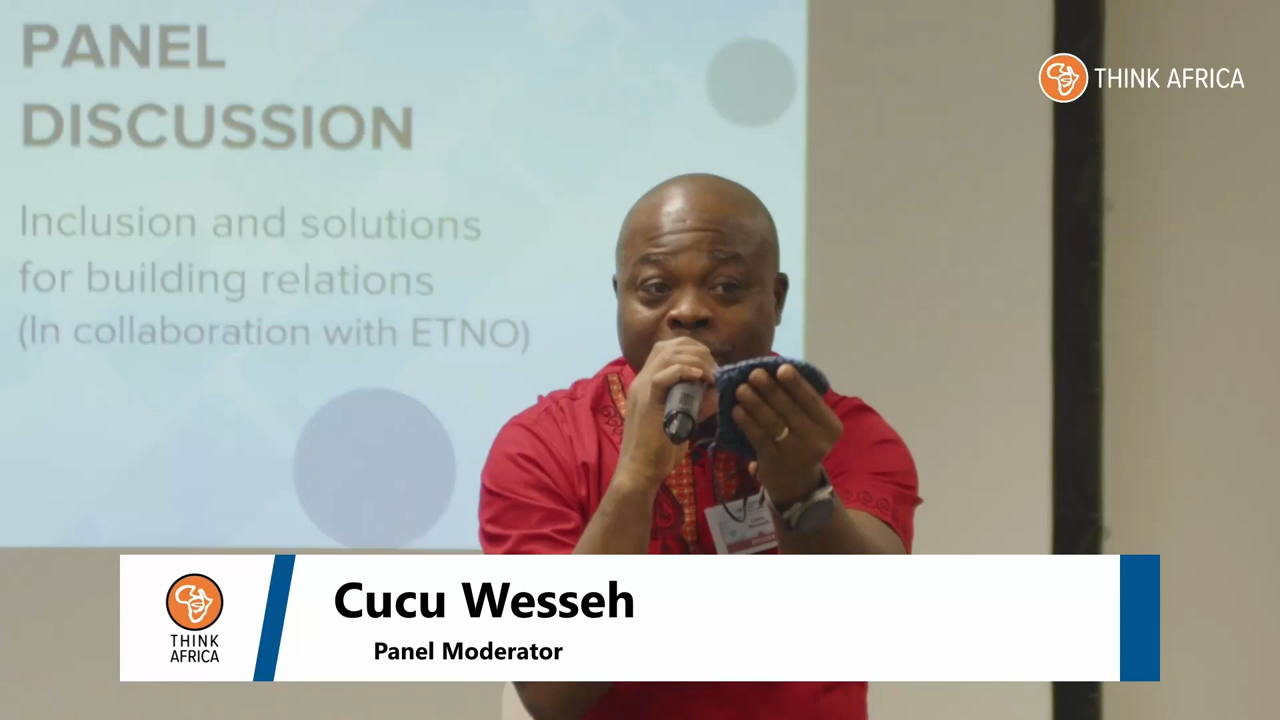 PANEL
DISCUSSION
Inclusion and solutions
for building relations
(In collaboration with ETNO)
THINK AFRICA
Cucu Wesseh
Panel Moderator
THINK
AFRICA